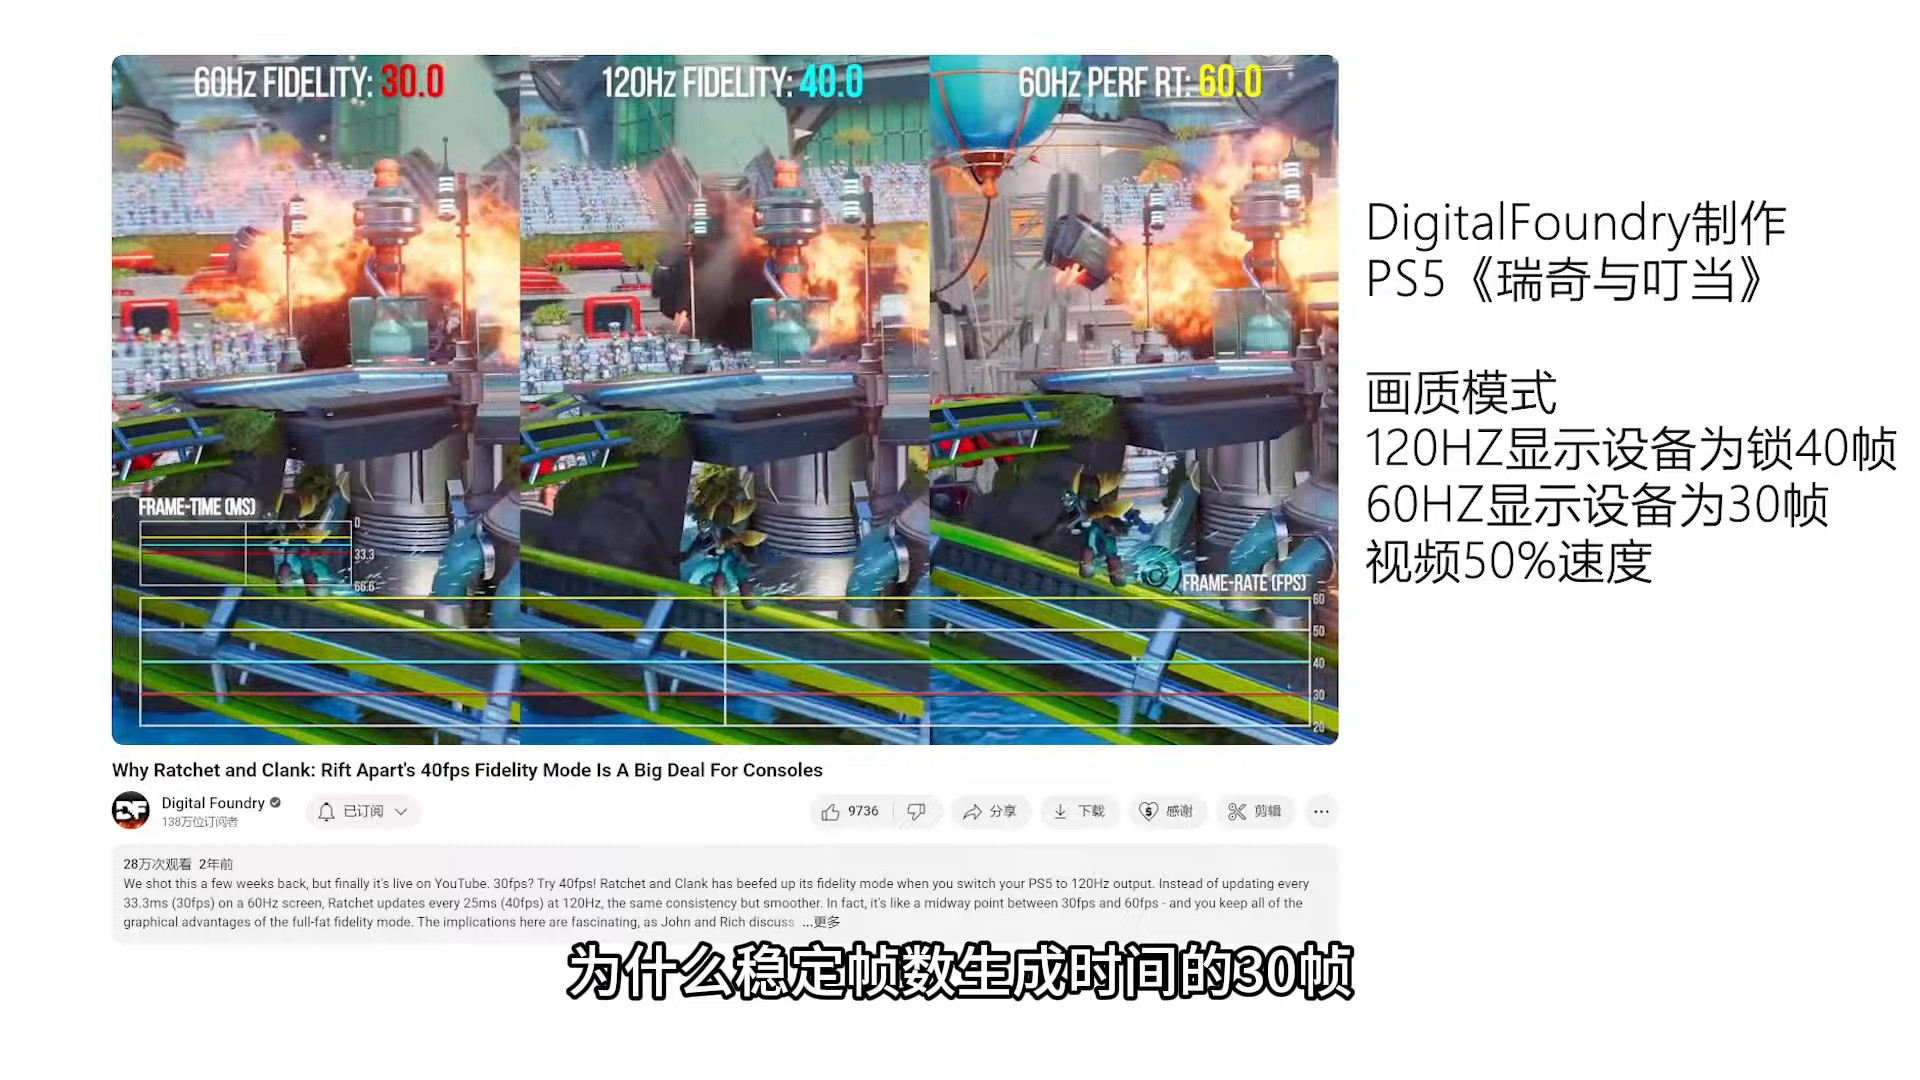 60HZ FIDELITY: 30.0
120HZ FIDELITY: 40.0
60HZ PERF RT: 60.0
DigitalFoundry制作
PS5《瑞奇与叮当》
画质模式
120HZ显示设备为锁40帧
60HZ显示设备为30帧
视频50%速度
FRAME-TIME (MS)
0
33.3
66.6
FRAME-RATE (FPS)
60
50
40
30
20
Why Ratchet and Clank: Rift Apart's 40fps Fidelity Mode Is A Big Deal For Consoles
DF
Digital Foundry
138万位订阅者
已订阅
9736
分享
下载
感谢
剪辑
28万次观看 2年前
We shot this a few weeks back, but finally it's live on YouTube. 30fps? Try 40fps! Ratchet and Clank has beefed up its fidelity mode when you switch your PS5 to 120Hz output. Instead of updating every
33.3ms (30fps) on a 60Hz screen, Ratchet updates every 25ms (40fps) at 120Hz, the same consistency but smoother. In fact, it's like a midway point between 30fps and 60fps - and you keep all of the
graphical advantages of the full-fat fidelity mode. The implications here are fascinating, as John and Rich discuss ...更多
为什么稳定帧数生成时间的30帧